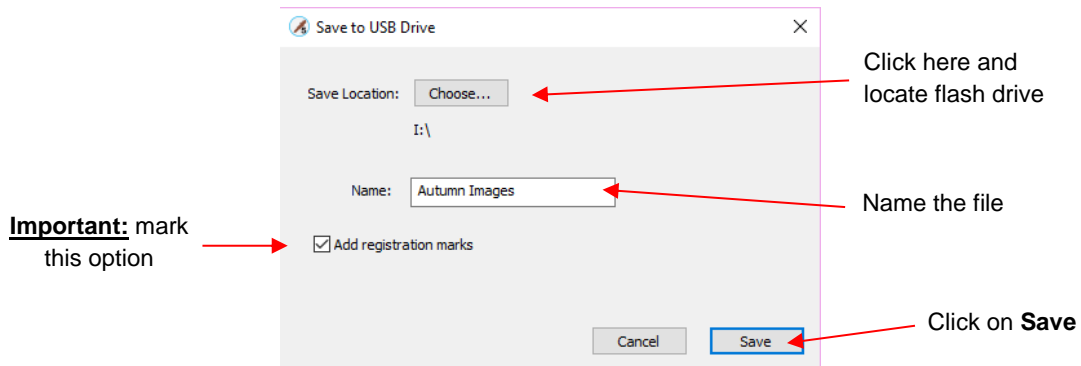 Save to USB Drive
Click here and
locate flash drive
Save Location:
Choose...
I:\
Name:
Autumn Images
Name the file
Important: mark
this option
Add registration marks
Click on Save
Cancel
Save